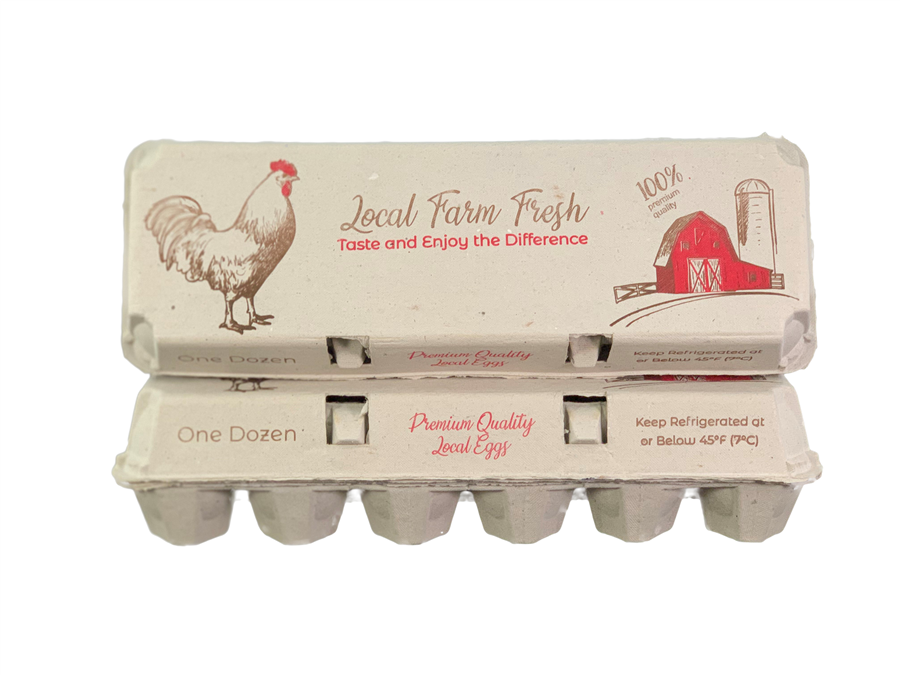 Local Farm Fresh
Taste and Enjoy the Difference
100%
premium
quality
One Dozen
Premium Quality
Local Eggs
Keep Refrigerated at
or Below 45°F (7°C)
One Dozen
Premium Quality
Local Eggs
Keep Refrigerated at
or Below 45°F (7°C)